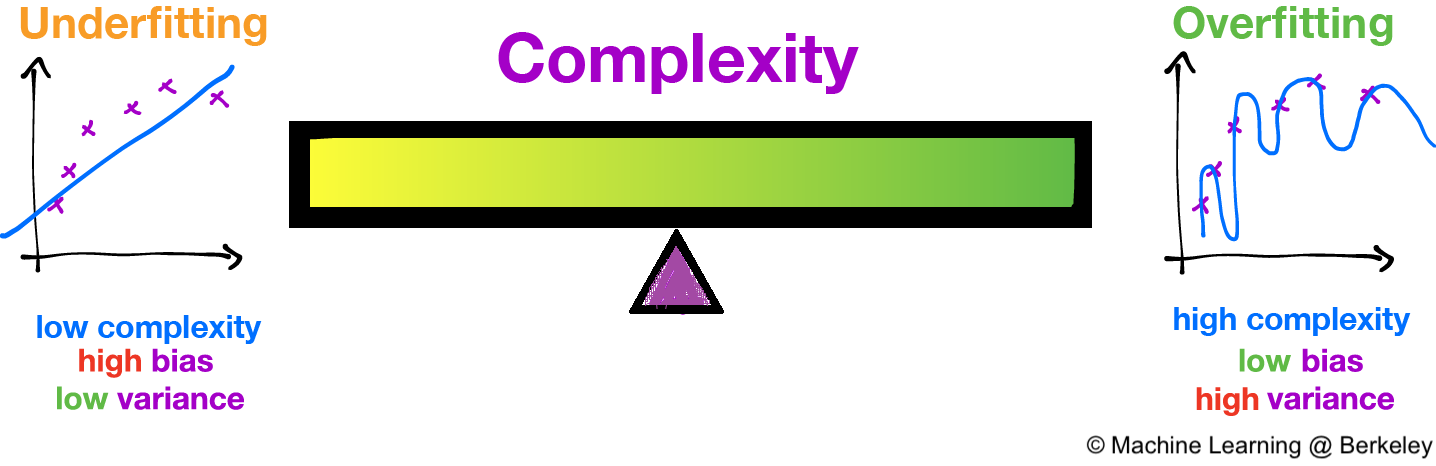 Underfitting
Complexity
Overfitting
low complexity
high bias
low variance
high complexity
low bias
high variance
© Machine Learning @ Berkeley